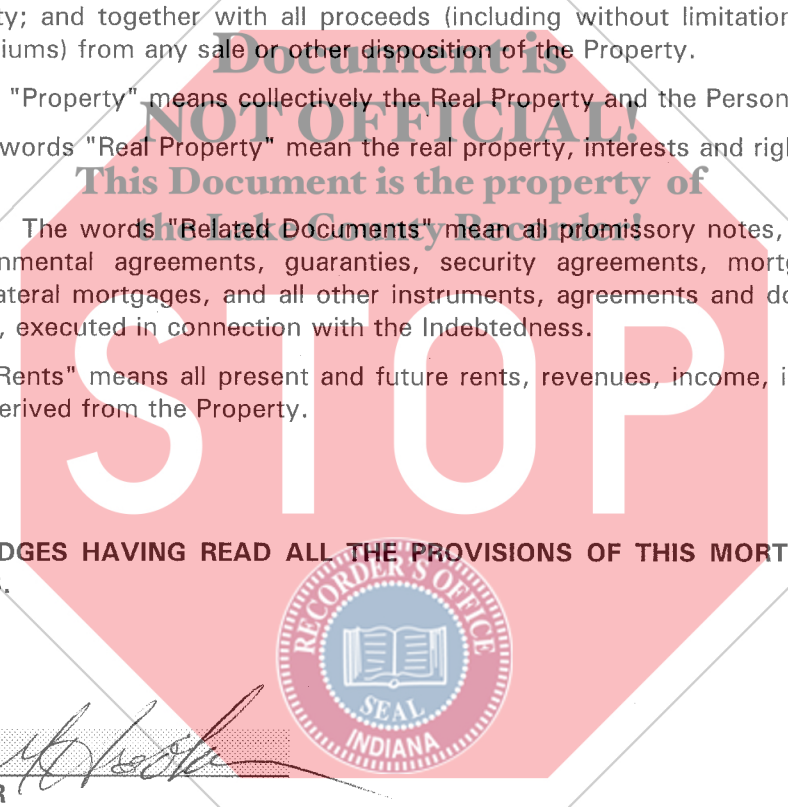 ty; and together with all proceeds (including without limitation
iums) from any sale or other disposition of the Property.
Document is
"Property" means collectively the Real Property and the Person
NOT OFFICIAL!
words "Real Property" mean the real property, interests and righ
This Document is the property of
the Lake County Recorder!
The words "Related Documents" mean all promissory notes,
nmental agreements, guaranties, security agreements, mortg
ateral mortgages, and all other instruments, agreements and do
, executed in connection with the Indebtedness.
Rents" means all present and future rents, revenues, income, i
erived from the Property.
STOP
DGES HAVING READ ALL THE PROVISIONS OF THIS MORT
.
RECORDER'S OFFICE
SEAL
INDIANA
R